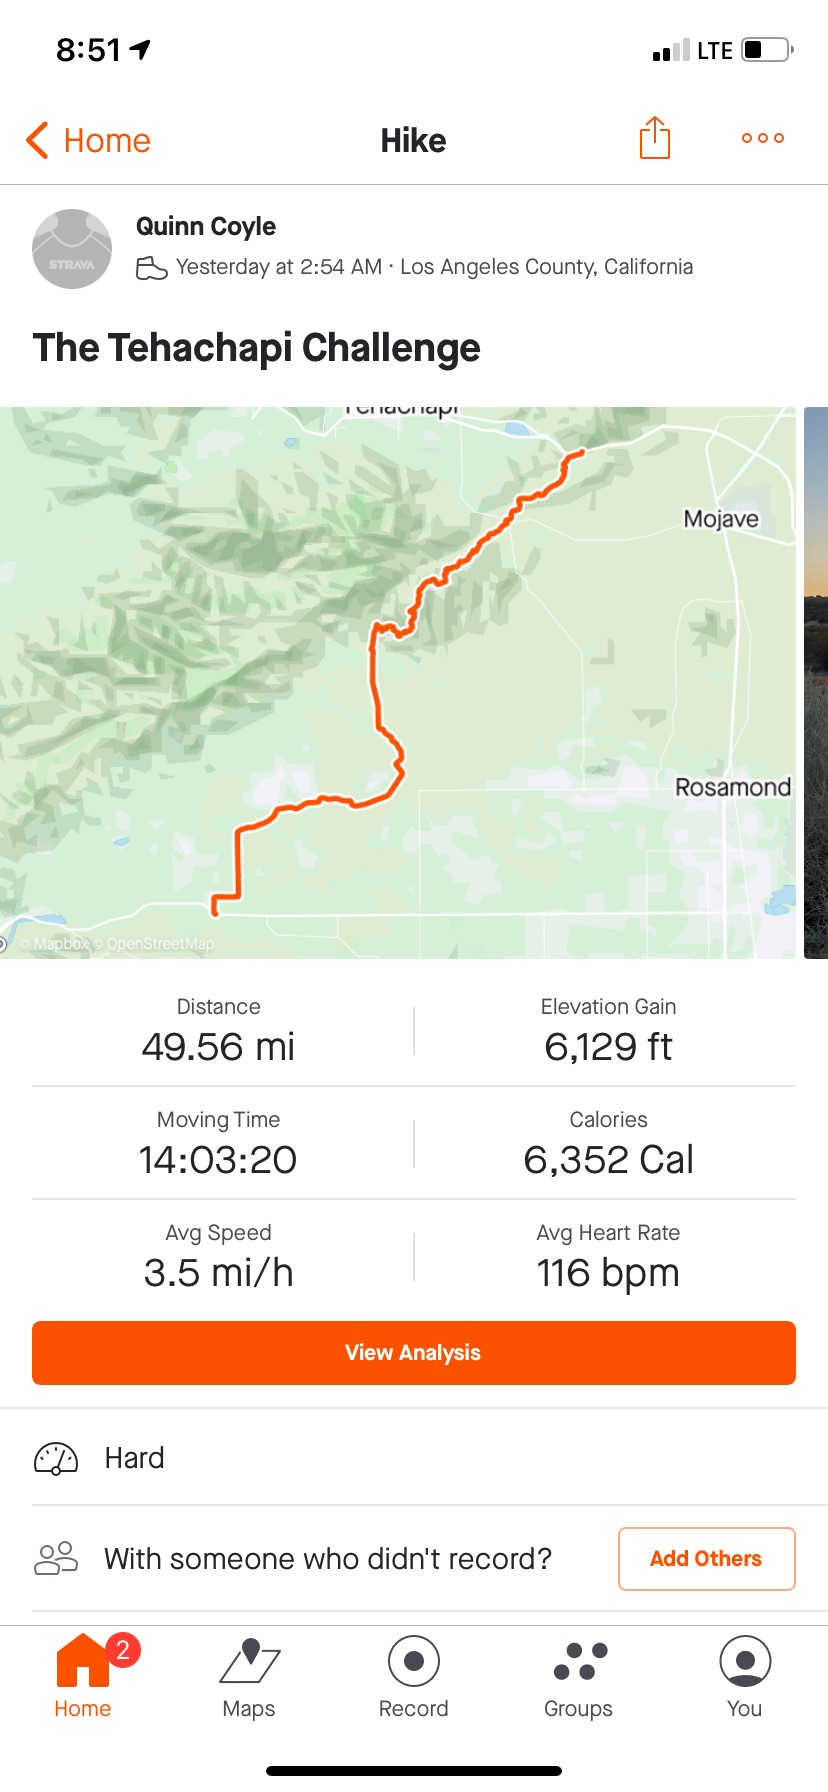 8:51
LTE
Home
Hike
Quinn Coyle
STRAVA
Yesterday at 2:54 AM · Los Angeles County, California
The Tehachapi Challenge
Tehachapi
Mojave
Rosamond
© Mapbox © OpenStreetMap
Distance
49.56 mi
Elevation Gain
6,129 ft
Moving Time
14:03:20
Calories
6,352 Cal
Avg Speed
3.5 mi/h
Avg Heart Rate
116 bpm
View Analysis
Hard
With someone who didn't record?
Add Others
2
Home
Maps
Record
Groups
You